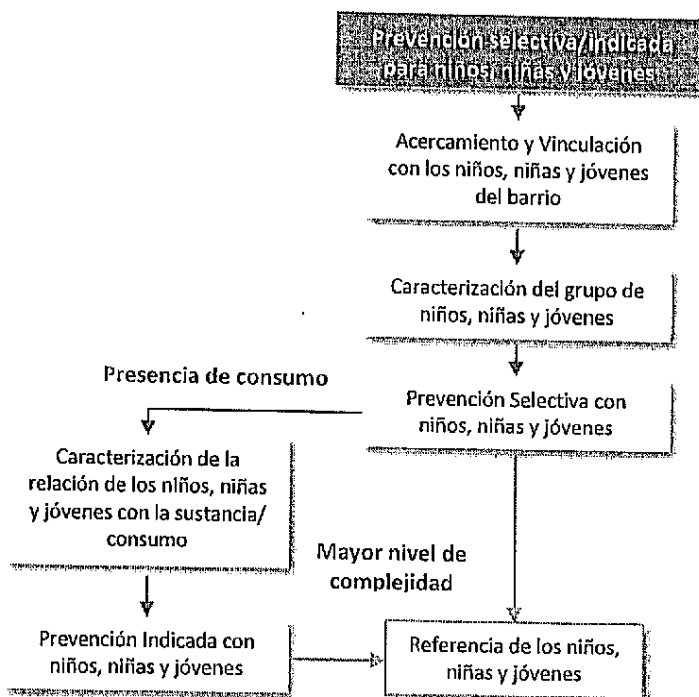 Prevención selectiva/indicada
para niños, niñas y jóvenes
Acercamiento y Vinculación
con los niños, niñas y jóvenes
del barrio
Caracterización del grupo de
niños, niñas y jóvenes
Presencia de consumo
Prevención Selectiva con
niños, niñas y jóvenes
Caracterización de la
relación de los niños, niñas
y jóvenes con la sustancia/
consumo
Mayor nivel de
complejidad
Prevención Indicada con
niños, niñas y jóvenes
Referencia de los niños,
niñas y jóvenes